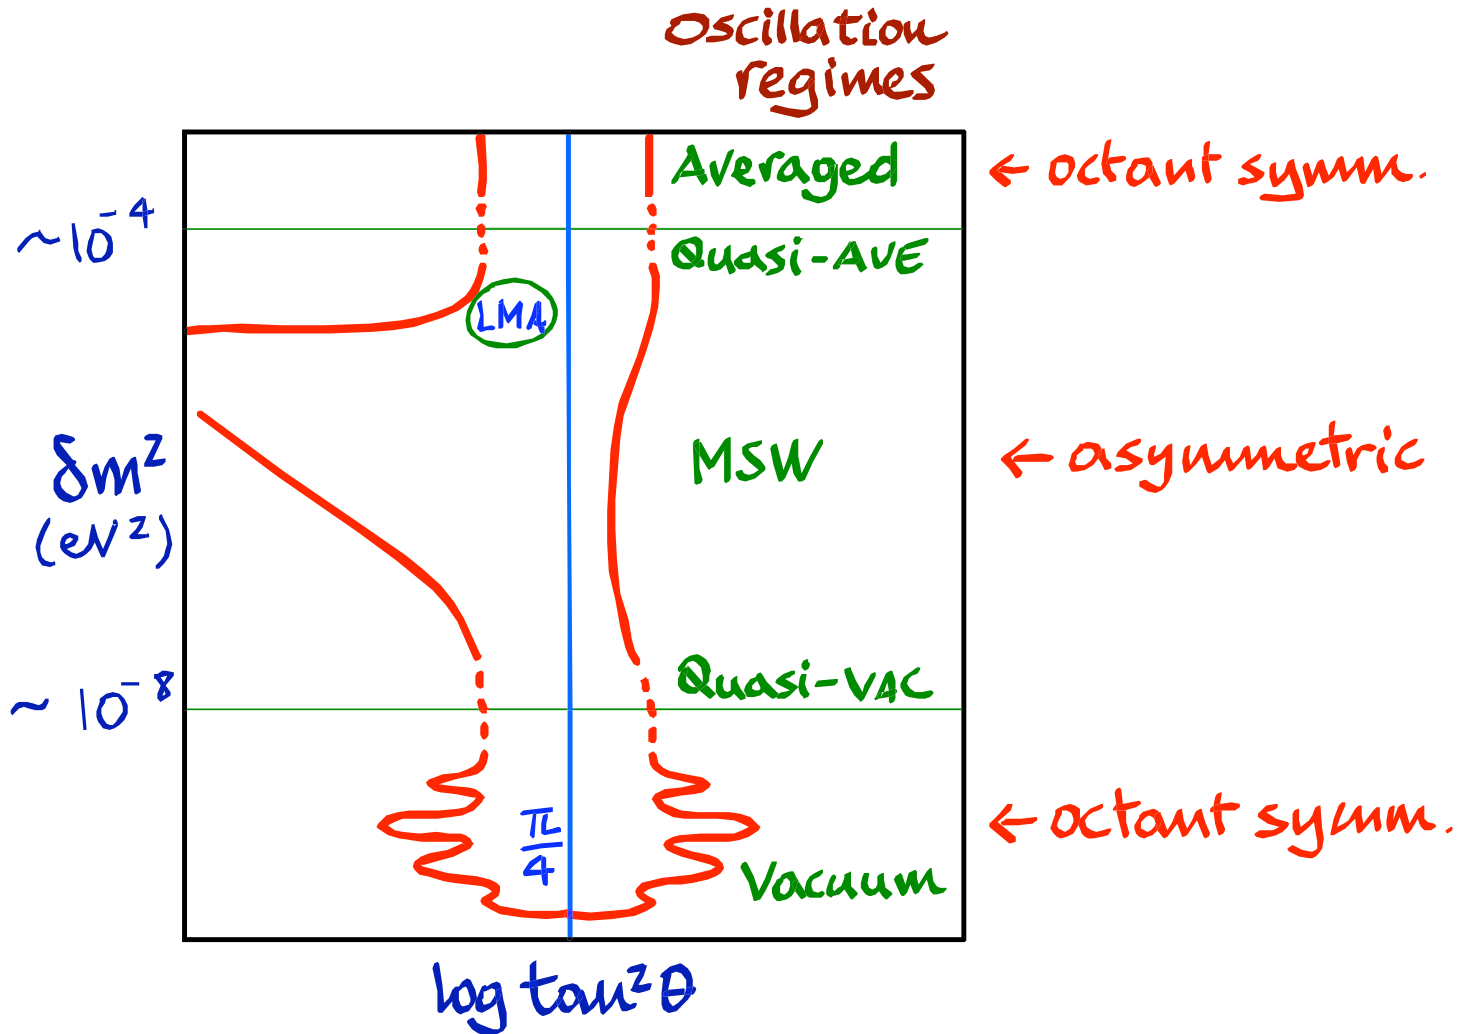 Oscillation
regimes
Averaged
← octant symm.
~10⁻⁴
Quasi-AVE
LMA
δm²
(eV²)
MSW
← asymmetric
Quasi-VAC
~10⁻⁸
π/4
← octant symm.
Vacuum
log tan²θ